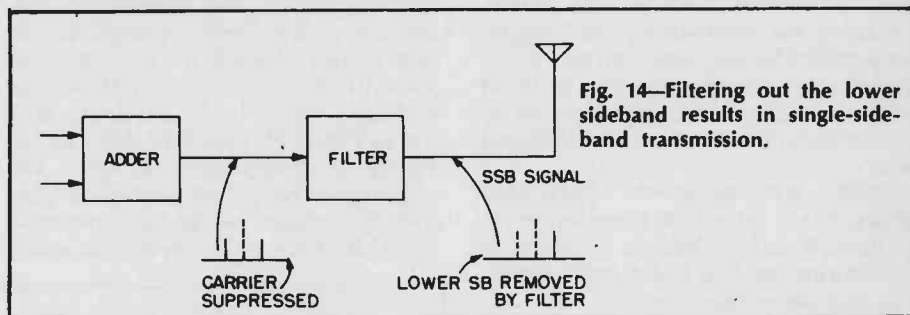 Fig. 14—Filtering out the lower
sideband results in single-side-
band transmission.
ADDER
FILTER
SSB SIGNAL
CARRIER
SUPPRESSED
LOWER SB REMOVED
BY FILTER